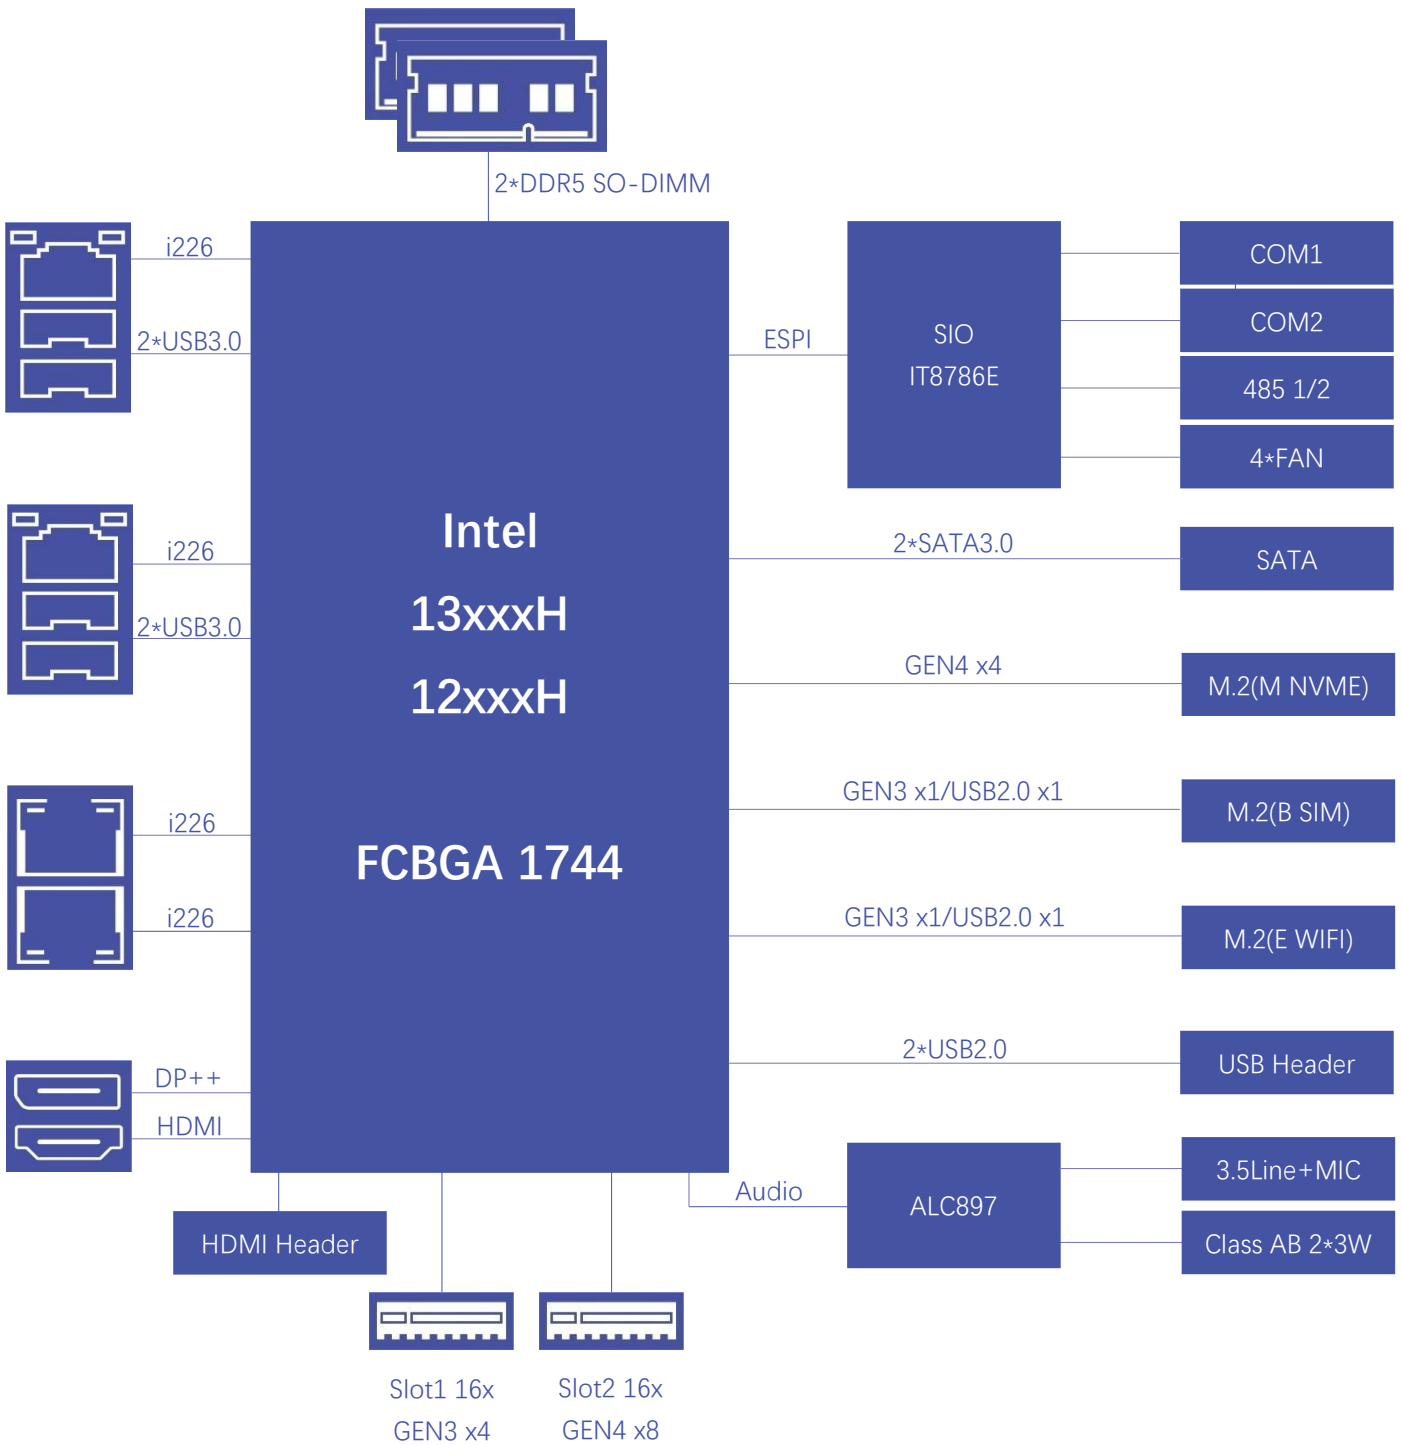 2*DDR5 SO-DIMM
i226
2*USB3.0
i226
2*USB3.0
i226
i226
DP++
HDMI
Intel
13xxxH
12xxxH
FCBGA 1744
ESPI
SIO
IT8786E
COM1
COM2
485 1/2
4*FAN
2*SATA3.0
SATA
GEN4 x4
M.2(M NVME)
GEN3 x1/USB2.0 x1
M.2(B SIM)
GEN3 x1/USB2.0 x1
M.2(E WIFI)
2*USB2.0
USB Header
Audio
ALC897
3.5Line+MIC
Class AB 2*3W
HDMI Header
Slot1 16x
GEN3 x4
Slot2 16x
GEN4 x8